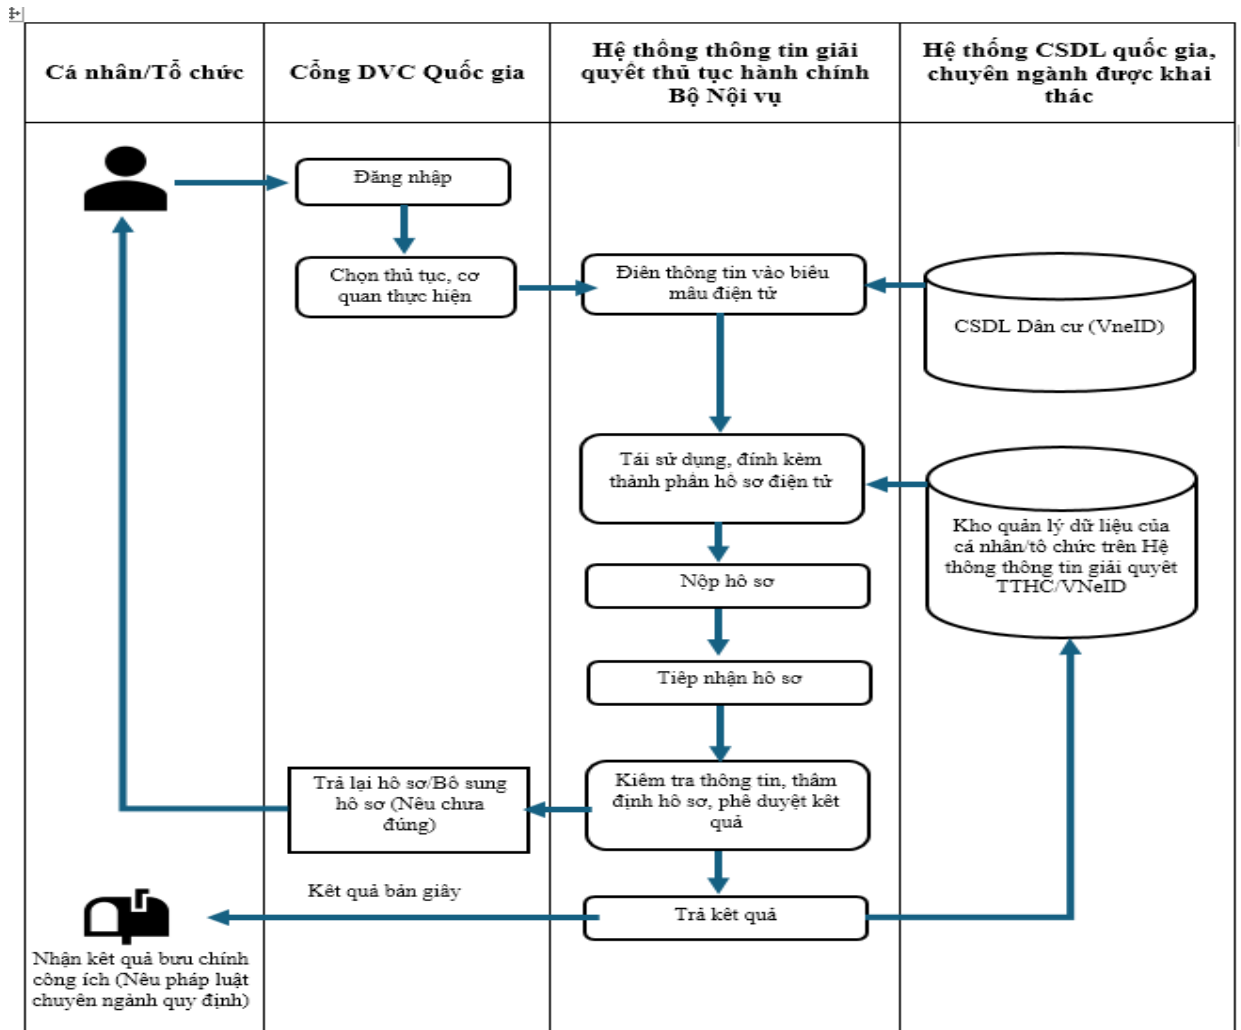 Cá nhân/Tổ chức
Cổng DVC Quốc gia
Hệ thống thông tin giải
quyết thủ tục hành chính
Bộ Nội vụ
Hệ thống CSDL quốc gia,
chuyên ngành được khai
thác
Đăng nhập
Chọn thủ tục, cơ
quan thực hiện
Điền thông tin vào biểu
mẫu điện tử
CSDL Dân cư (VneID)
Tái sử dụng, đính kèm
thành phần hồ sơ điện tử
Kho quản lý dữ liệu của
cá nhân/tổ chức trên Hệ
thông thông tin giải quyết
TTHC/VNeID
Nộp hồ sơ
Tiếp nhận hồ sơ
Trả lại hồ sơ/Bổ sung
hồ sơ (Nếu chưa
đúng)
Kiểm tra thông tin, thẩm
định hồ sơ, phê duyệt kết
quả
Kết quả bản giấy
Trả kết quả
Nhận kết quả bưu chính
công ích (Nếu pháp luật
chuyên ngành quy định)